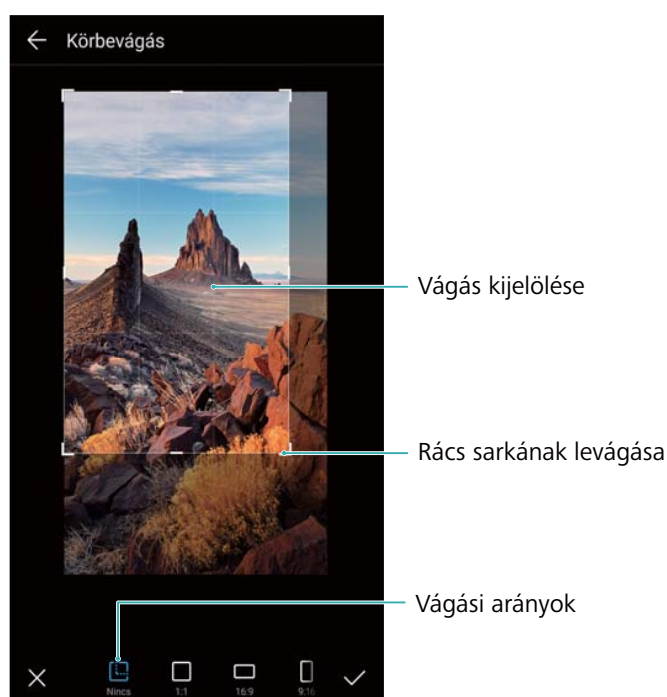 Körbevágás
Vágás kijelölése
Rács sarkának levágása
Vágási arányok
Nincs
1:1
16:9
9:16